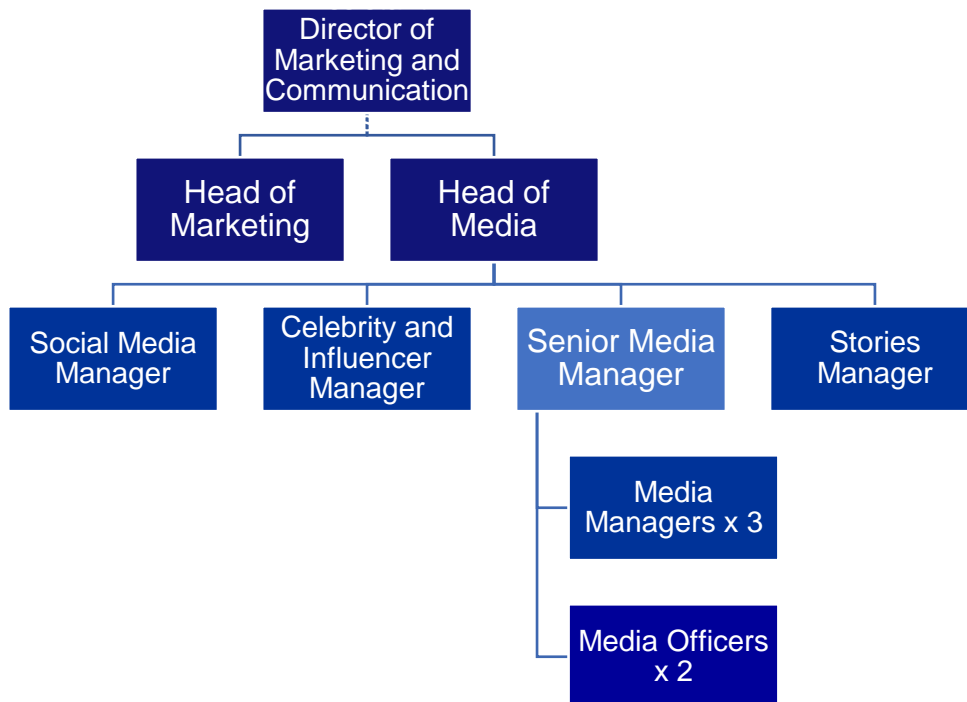 Director of
Marketing and
Communication
Head of
Marketing
Head of
Media
Social Media
Manager
Celebrity and
Influencer
Manager
Senior Media
Manager
Stories
Manager
Media
Managers x 3
Media Officers
x 2